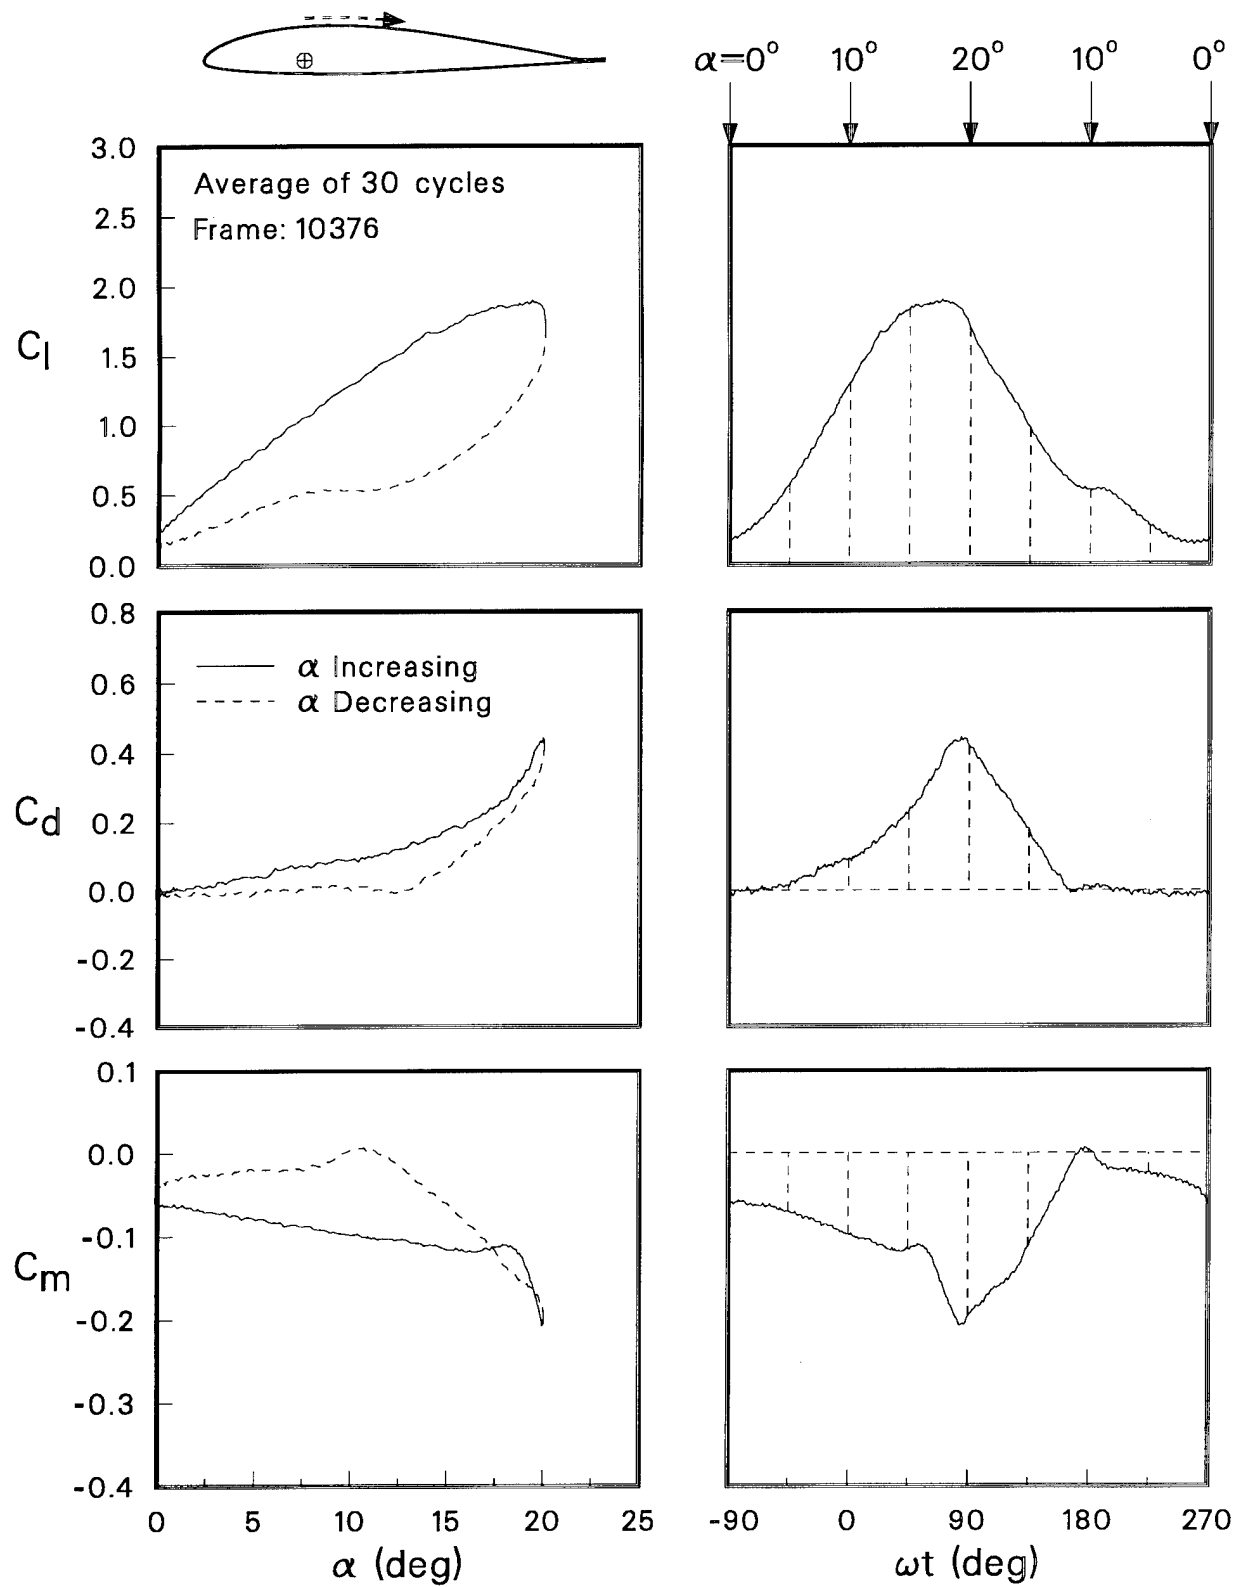 α=0° 10° 20° 10° 0°
3.0
2.5
2.0
1.5
1.0
0.5
0.0
Cl
Average of 30 cycles
Frame: 10376
0.8
0.6
0.4
0.2
0.0
-0.2
-0.4
Cd
α Increasing
α Decreasing
0.1
0.0
-0.1
-0.2
-0.3
-0.4
Cm
0 5 10 15 20 25
α (deg)
-90 0 90 180 270
ωt (deg)